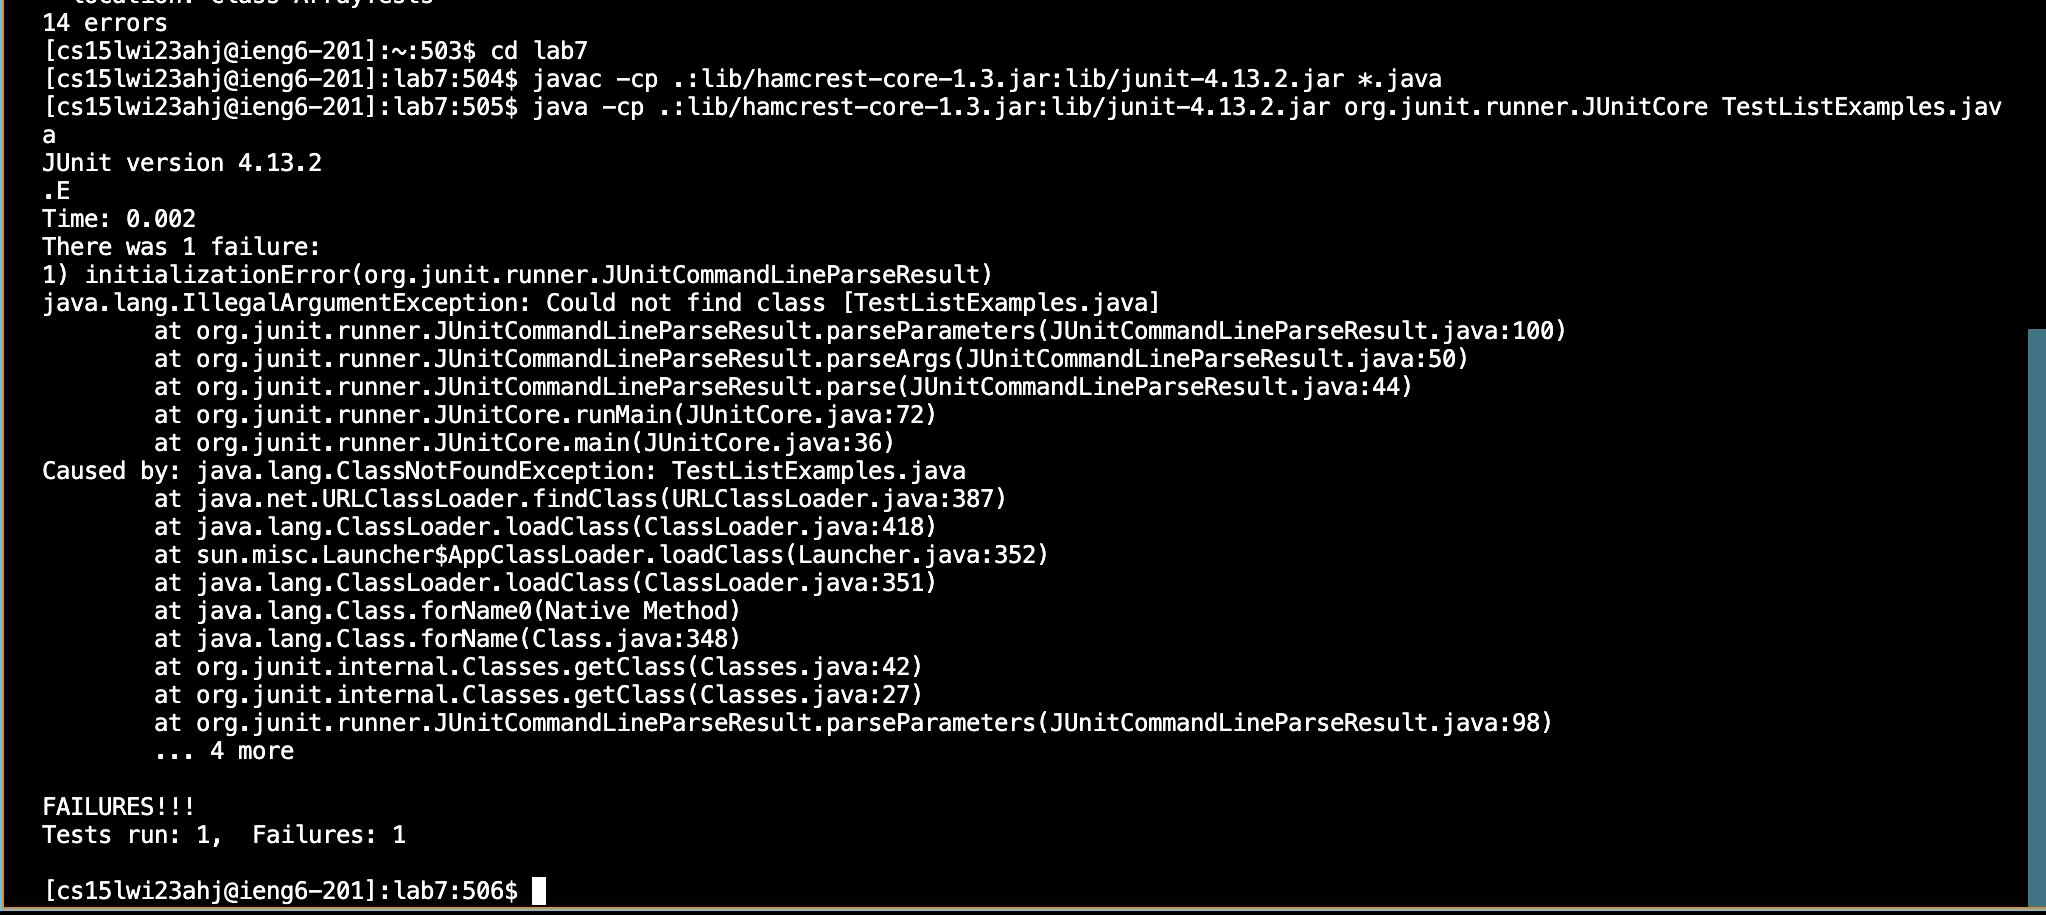 location: class ArrayTests
14 errors
[cs15lwi23ahj@ieng6-201]:~:503$ cd lab7
[cs15lwi23ahj@ieng6-201]:lab7:504$ javac -cp .:lib/hamcrest-core-1.3.jar:lib/junit-4.13.2.jar *.java
[cs15lwi23ahj@ieng6-201]:lab7:505$ java -cp .:lib/hamcrest-core-1.3.jar:lib/junit-4.13.2.jar org.junit.runner.JUnitCore TestListExamples.jav
a
JUnit version 4.13.2
.E
Time: 0.002
There was 1 failure:
1) initializationError(org.junit.runner.JUnitCommandLineParseResult)
java.lang.IllegalArgumentException: Could not find class [TestListExamples.java]
        at org.junit.runner.JUnitCommandLineParseResult.parseParameters(JUnitCommandLineParseResult.java:100)
        at org.junit.runner.JUnitCommandLineParseResult.parseArgs(JUnitCommandLineParseResult.java:50)
        at org.junit.runner.JUnitCommandLineParseResult.parse(JUnitCommandLineParseResult.java:44)
        at org.junit.runner.JUnitCore.runMain(JUnitCore.java:72)
        at org.junit.runner.JUnitCore.main(JUnitCore.java:36)
Caused by: java.lang.ClassNotFoundException: TestListExamples.java
        at java.net.URLClassLoader.findClass(URLClassLoader.java:387)
        at java.lang.ClassLoader.loadClass(ClassLoader.java:418)
        at sun.misc.Launcher$AppClassLoader.loadClass(Launcher.java:352)
        at java.lang.ClassLoader.loadClass(ClassLoader.java:351)
        at java.lang.Class.forName0(Native Method)
        at java.lang.Class.forName(Class.java:348)
        at org.junit.internal.Classes.getClass(Classes.java:42)
        at org.junit.internal.Classes.getClass(Classes.java:27)
        at org.junit.runner.JUnitCommandLineParseResult.parseParameters(JUnitCommandLineParseResult.java:98)
        ... 4 more
FAILURES!!!
Tests run: 1,  Failures: 1
[cs15lwi23ahj@ieng6-201]:lab7:506$